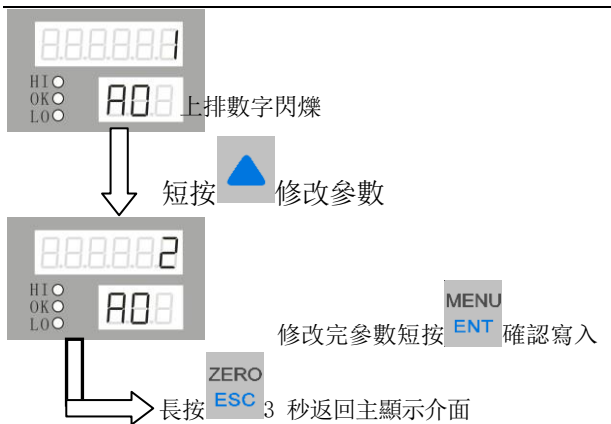 1
HI
OK
LO
A0
上排數字閃爍
短按 修改參數
2
HI
OK
LO
A0
MENU
修改完參數短按 ENT 確認寫入
ZERO
長按 ESC 3 秒返回主顯示介面